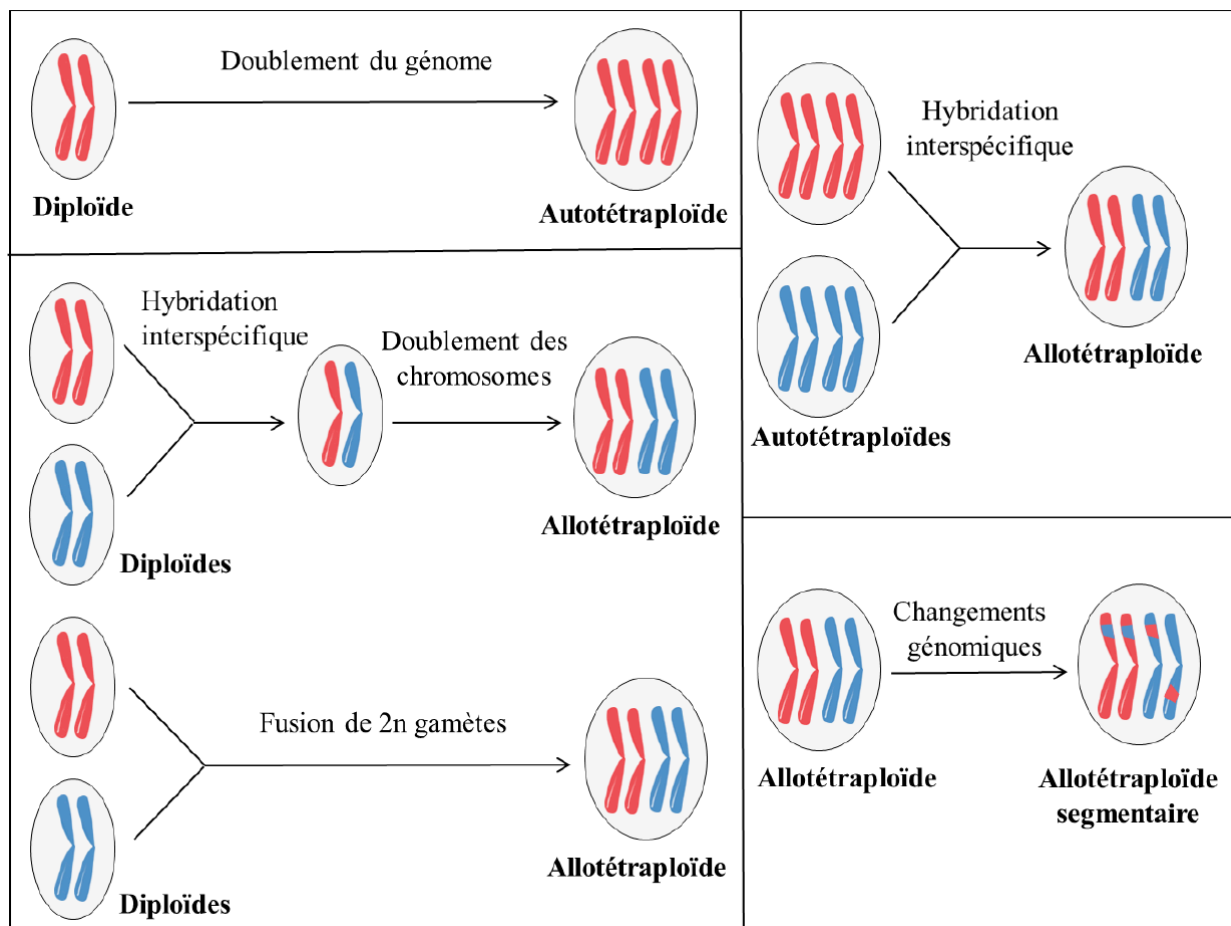 Doublement du génome
Diploïde
Autotétraploïde
Hybridation
interspécifique
Doublement des
chromosomes
Diploïdes
Allotétraploïde
Fusion de 2n gamètes
Diploïdes
Allotétraploïde
Hybridation
interspécifique
Autotétraploïdes
Allotétraploïde
Changements
génomiques
Allotétraploïde
Allotétraploïde
segmentaire